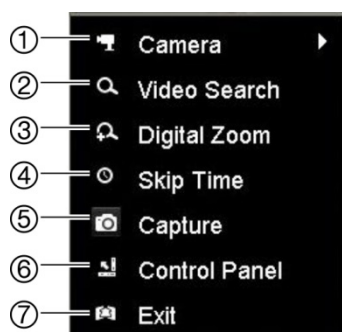 ① Camera
② Video Search
③ Digital Zoom
④ Skip Time
⑤ Capture
⑥ Control Panel
⑦ Exit